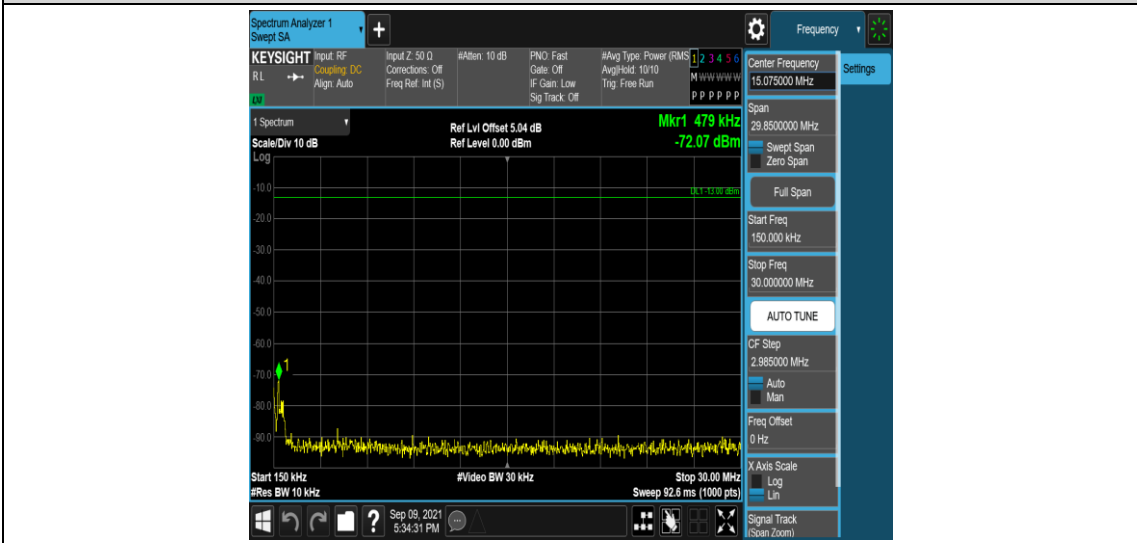 Spectrum Analyzer 1
Swept SA
+
Frequency
KEYSIGHT
RL
LXI
Input: RF
Coupling: DC
Align: Auto
Input Z: 50 Ω
Corrections: Off
Freq Ref: Int (S)
#Atten: 10 dB
PNO: Fast
Gate: Off
IF Gain: Low
Sig Track: Off
#Avg Type: Power (RMS
Avg|Hold: 10/10
Trig: Free Run
1 2 3 4 5 6
M W W W W W
P P P P P P
1 Spectrum
Scale/Div 10 dB
Log
Ref Lvl Offset 5.04 dB
Ref Level 0.00 dBm
Mkr1 479 kHz
-72.07 dBm
DL1 -13.00 dBm
-10.0
-20.0
-30.0
-40.0
-50.0
-60.0
-70.0
-80.0
-90.0
1
Start 150 kHz
#Res BW 10 kHz
#Video BW 30 kHz
Stop 30.00 MHz
Sweep 92.6 ms (1000 pts)
?
Sep 09, 2021
5:34:31 PM
Center Frequency
15.075000 MHz
Span
29.8500000 MHz
Swept Span
Zero Span
Full Span
Start Freq
150.000 kHz
Stop Freq
30.000000 MHz
AUTO TUNE
CF Step
2.985000 MHz
Auto
Man
Freq Offset
0 Hz
X Axis Scale
Log
Lin
Signal Track
(Span Zoom)
Settings